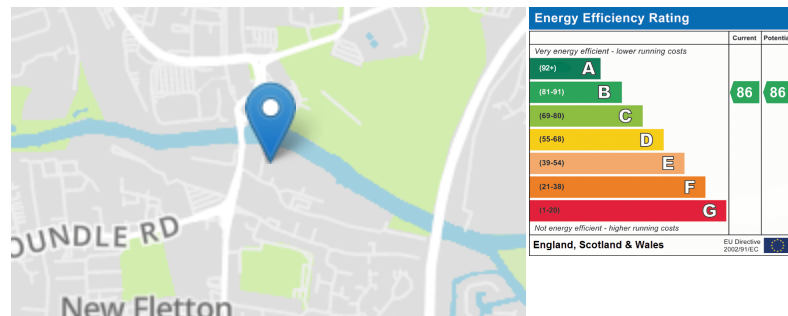 OUNDLE RD
New Fletton
Energy Efficiency Rating
Current Potentia
Very energy efficient - lower running costs
(92+) A
(81-91) B 86 86
(69-80) C
(55-68) D
(39-54) E
(21-38) F
(1-20) G
Not energy efficient - higher running costs
England, Scotland & Wales
EU Directive
2002/91/EC